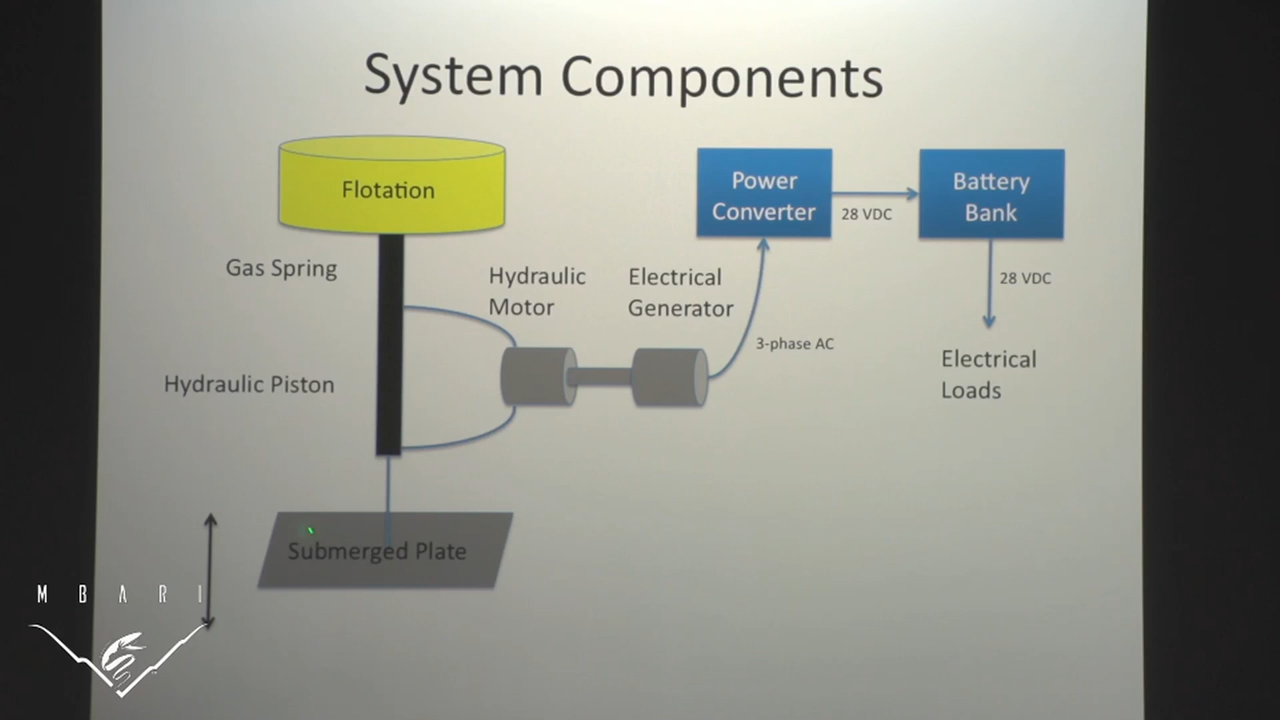 System Components
Flotation
Power
Converter
28 VDC
Battery
Bank
Gas Spring
Hydraulic
Motor
Electrical
Generator
28 VDC
3-phase AC
Hydraulic Piston
Electrical
Loads
Submerged Plate
MBARI